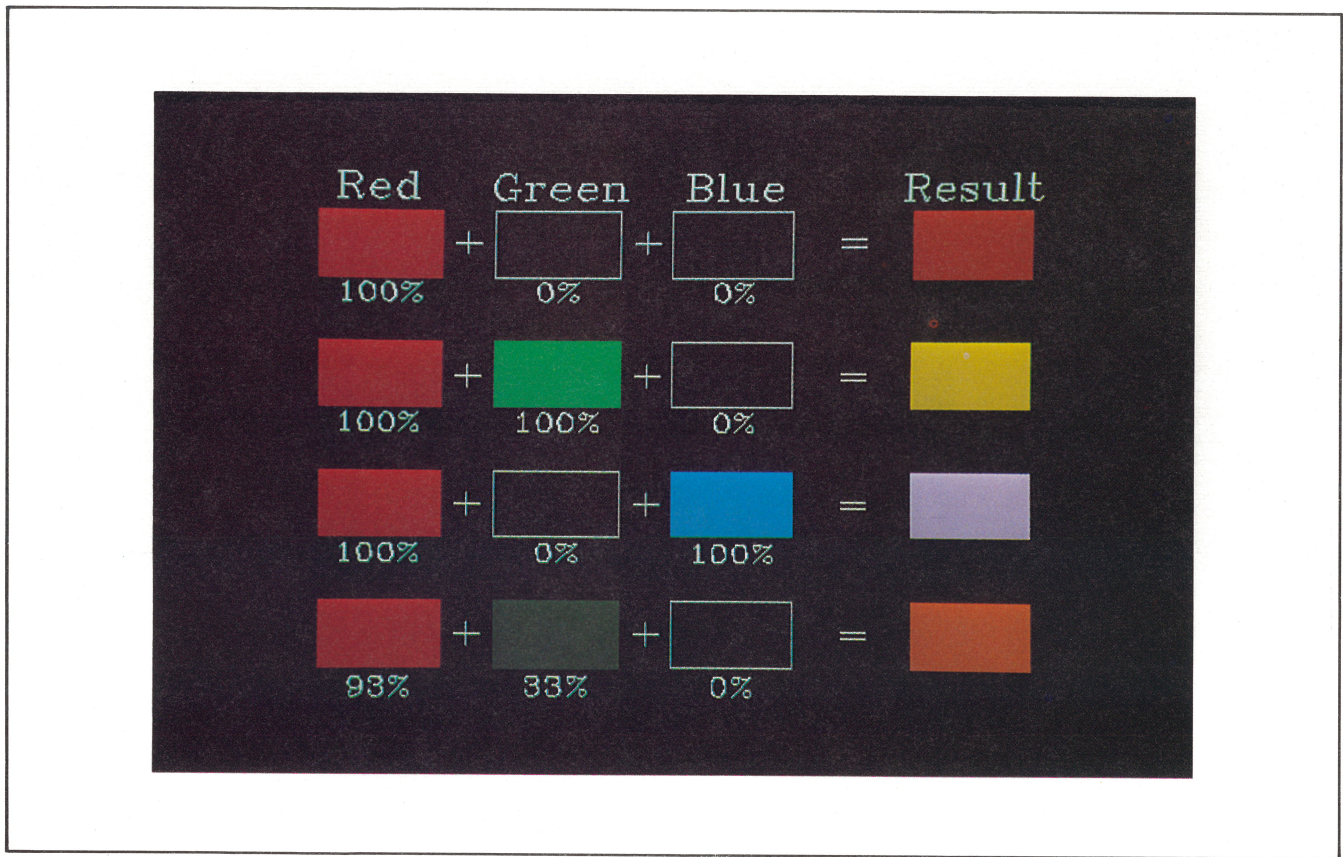 Red Green Blue Result
+ + =
100% 0% 0%
+ + =
100% 100% 0%
+ + =
100% 0% 100%
+ + =
93% 33% 0%